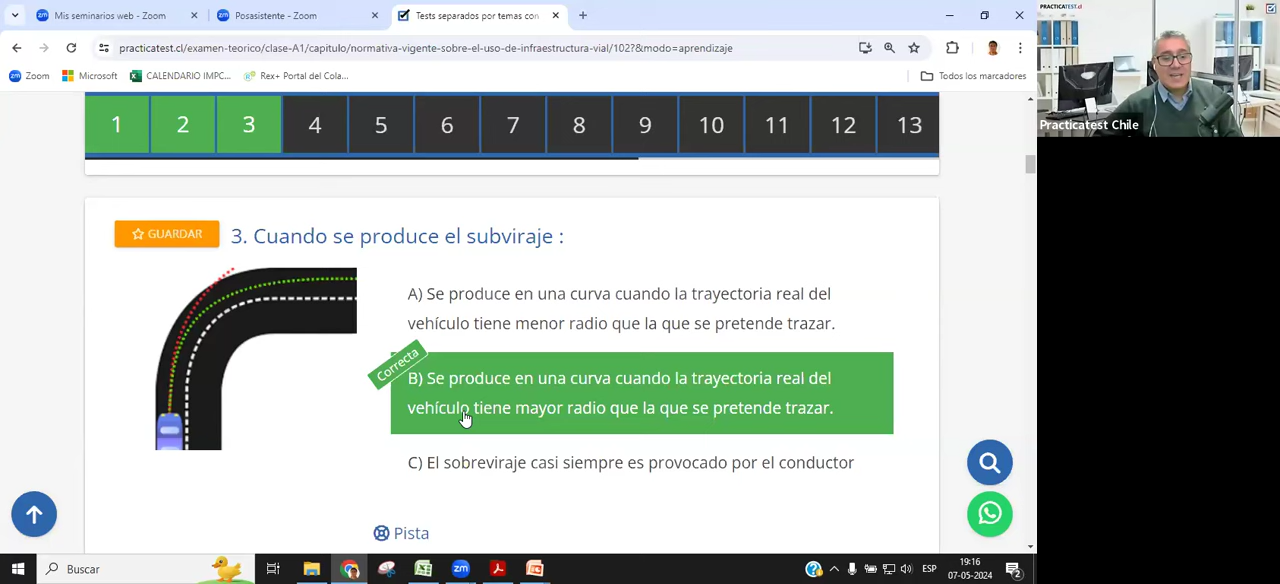 Mis seminarios web - Zoom
Posasistente - Zoom
Tests separados por temas con
practicatest.cl/examen-teorico/clase-A1/capitulo/normativa-vigente-sobre-el-uso-de-infraestructura-vial/102?&modo=aprendizaje
Zoom
Microsoft
CALENDARIO IMPC...
Rex+ Portal del Cola...
Todos los marcadores
PRACTICATEST.cl
Practicatest Chile
1 2 3 4 5 6 7 8 9 10 11 12 13
GUARDAR
3. Cuando se produce el subviraje :
A) Se produce en una curva cuando la trayectoria real del
vehículo tiene menor radio que la que se pretende trazar.
Correcta
B) Se produce en una curva cuando la trayectoria real del
vehículo tiene mayor radio que la que se pretende trazar.
C) El sobreviraje casi siempre es provocado por el conductor
Pista
Buscar
ESP
19:16
07-05-2024
2